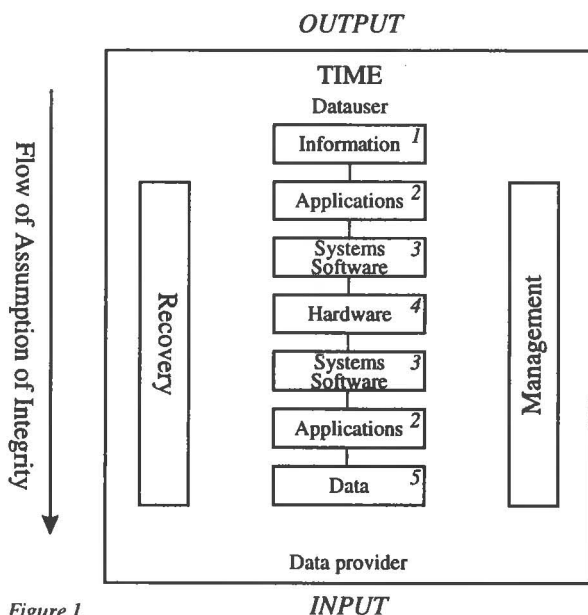 OUTPUT
TIME
Datauser
Information 1
Applications 2
Systems 3
Software
Hardware 4
Systems 3
Software
Applications 2
Data 5
Data provider
INPUT
Recovery
Management
Flow of Assumption of Integrity
Figure 1